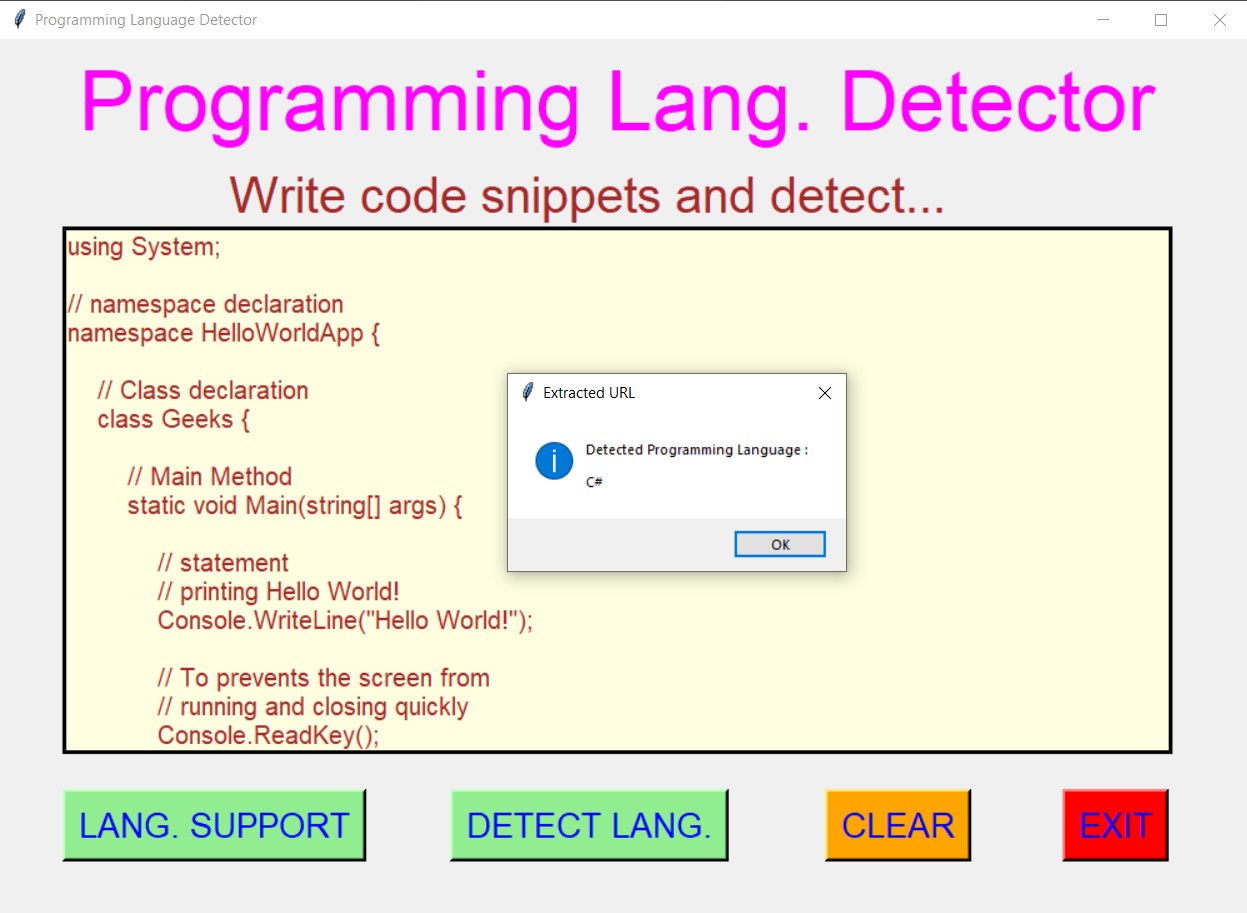 Programming Language Detector
Programming Lang. Detector
Write code snippets and detect...
using System;
// namespace declaration
namespace HelloWorldApp {
// Class declaration
class Geeks {
// Main Method
static void Main(string[] args) {
// statement
// printing Hello World!
Console.WriteLine("Hello World!");
// To prevents the screen from
// running and closing quickly
Console.ReadKey();
Extracted URL
Detected Programming Language :
C#
OK
LANG. SUPPORT
DETECT LANG.
CLEAR
EXIT